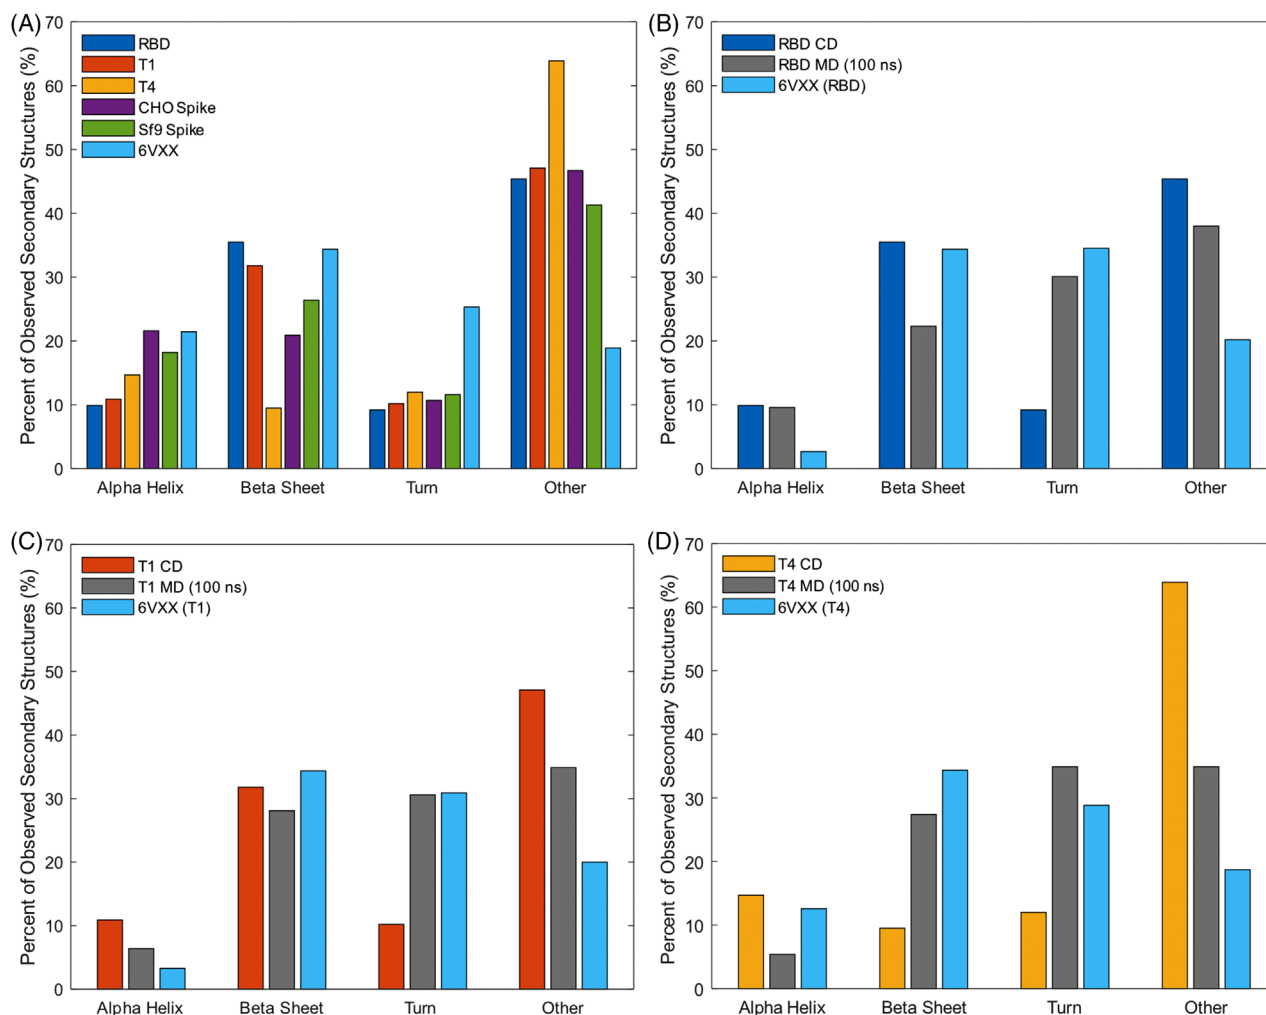 (A)
Percent of Observed Secondary Structures (%)
70
60
50
40
30
20
10
0
RBD
T1
T4
CHO Spike
Sf9 Spike
6VXX
Alpha Helix Beta Sheet Turn Other
(B)
Percent of Observed Secondary Structures (%)
70
60
50
40
30
20
10
0
RBD CD
RBD MD (100 ns)
6VXX (RBD)
Alpha Helix Beta Sheet Turn Other
(C)
Percent of Observed Secondary Structures (%)
70
60
50
40
30
20
10
0
T1 CD
T1 MD (100 ns)
6VXX (T1)
Alpha Helix Beta Sheet Turn Other
(D)
Percent of Observed Secondary Structures (%)
70
60
50
40
30
20
10
0
T4 CD
T4 MD (100 ns)
6VXX (T4)
Alpha Helix Beta Sheet Turn Other